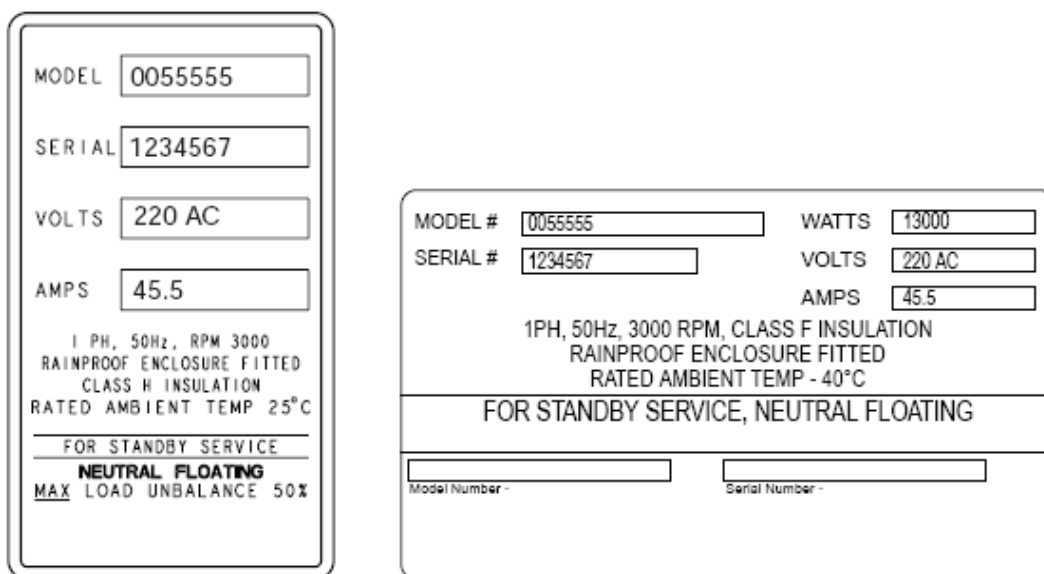 MODEL 0055555
SERIAL 1234567
VOLTS 220 AC
AMPS 45.5
1 PH, 50Hz, RPM 3000
RAINPROOF ENCLOSURE FITTED
CLASS H INSULATION
RATED AMBIENT TEMP 25°C
FOR STANDBY SERVICE
NEUTRAL FLOATING
MAX LOAD UNBALANCE 50%
MODEL # 0055555
SERIAL # 1234567
WATTS 13000
VOLTS 220 AC
AMPS 45.5
1PH, 50Hz, 3000 RPM, CLASS F INSULATION
RAINPROOF ENCLOSURE FITTED
RATED AMBIENT TEMP - 40°C
FOR STANDBY SERVICE, NEUTRAL FLOATING
Model Number -
Serial Number -